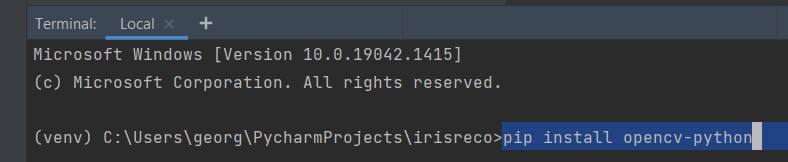 Terminal: Local × +
Microsoft Windows [Version 10.0.19042.1415]
(c) Microsoft Corporation. All rights reserved.
(venv) C:\Users\georg\PycharmProjects\irisreco>pip install opencv-python